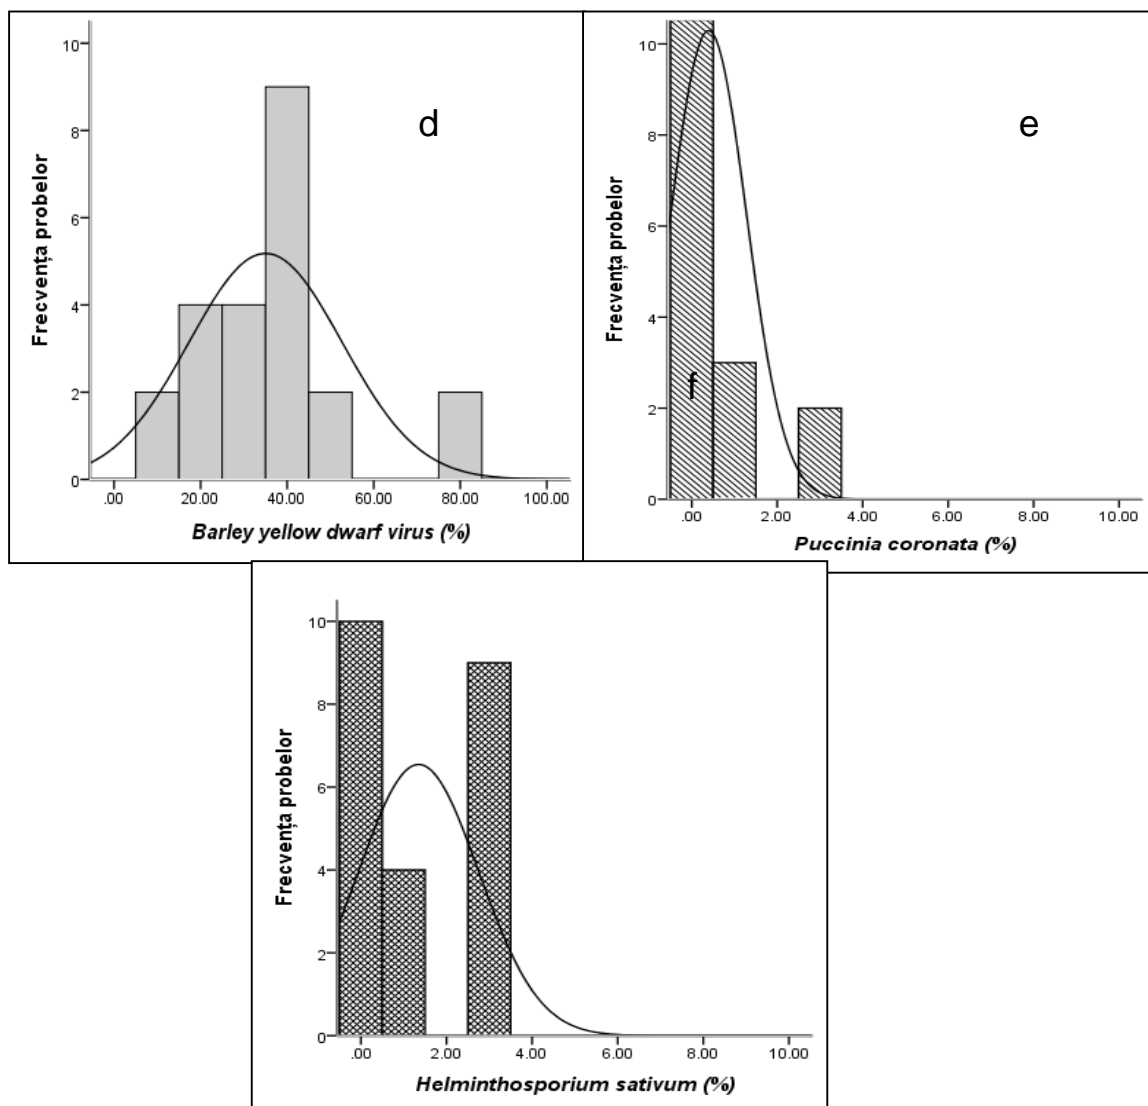 d
Frecvența probelor
10
8
6
4
2
0
.00 20.00 40.00 60.00 80.00 100.00
Barley yellow dwarf virus (%)
e
Frecvența probelor
10
8
6
4
2
0
f
.00 2.00 4.00 6.00 8.00 10.00
Puccinia coronata (%)
Frecvența probelor
10
8
6
4
2
0
.00 2.00 4.00 6.00 8.00 10.00
Helminthosporium sativum (%)